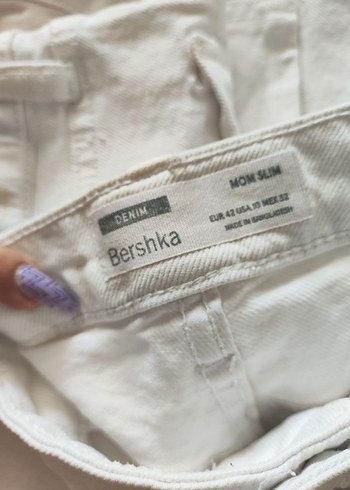 DENIM
Bershka
MOM SLIM
EUR 42 USA 10 MEX 32
MADE IN BANGLADESH